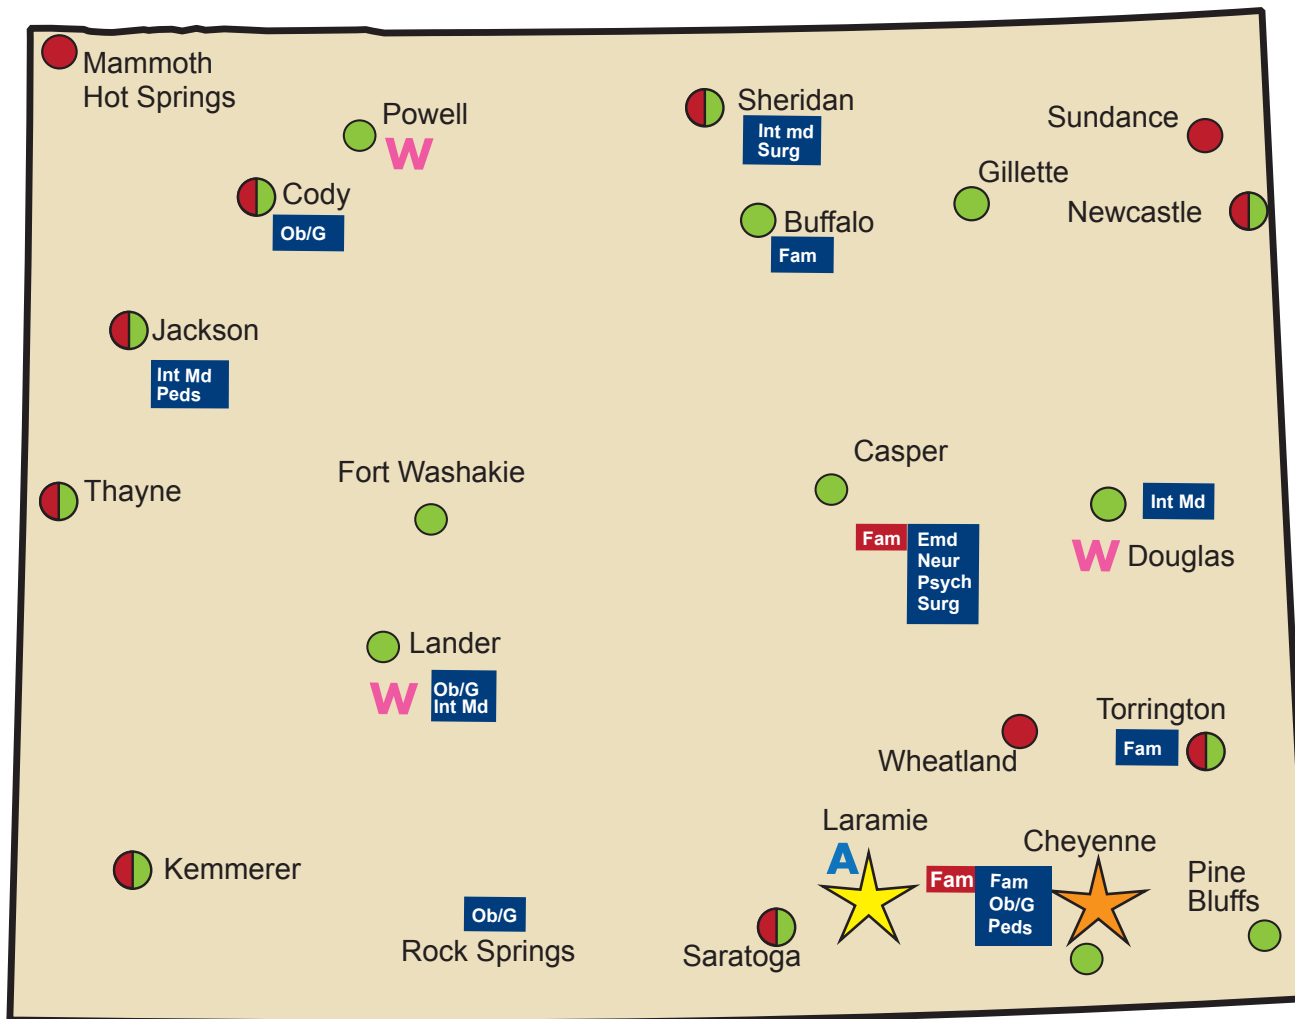 Mammoth
Hot Springs
Powell
W
Cody
Ob/G
Sheridan
Int md
Surg
Sundance
Gillette
Newcastle
Buffalo
Fam
Jackson
Int Md
Peds
Thayne
Fort Washakie
Casper
Fam
Emd
Neur
Psych
Surg
Int Md
W Douglas
Lander
W
Ob/G
Int Md
Torrington
Fam
Wheatland
Laramie
A
Cheyenne
Fam
Fam
Ob/G
Peds
Pine
Bluffs
Kemmerer
Ob/G
Rock Springs
Saratoga